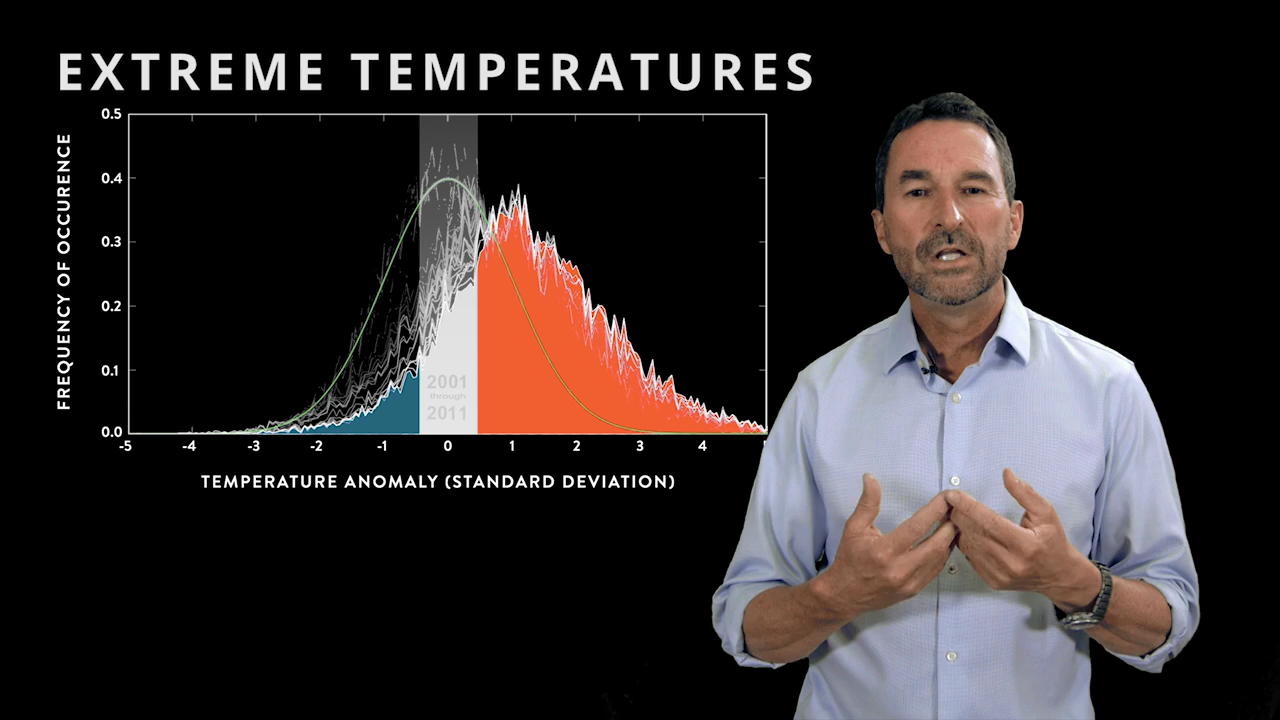 EXTREME TEMPERATURES
FREQUENCY OF OCCURENCE
0.5
0.4
0.3
0.2
0.1
0.0
2001
through
2011
-5 -4 -3 -2 -1 0 1 2 3 4
TEMPERATURE ANOMALY (STANDARD DEVIATION)